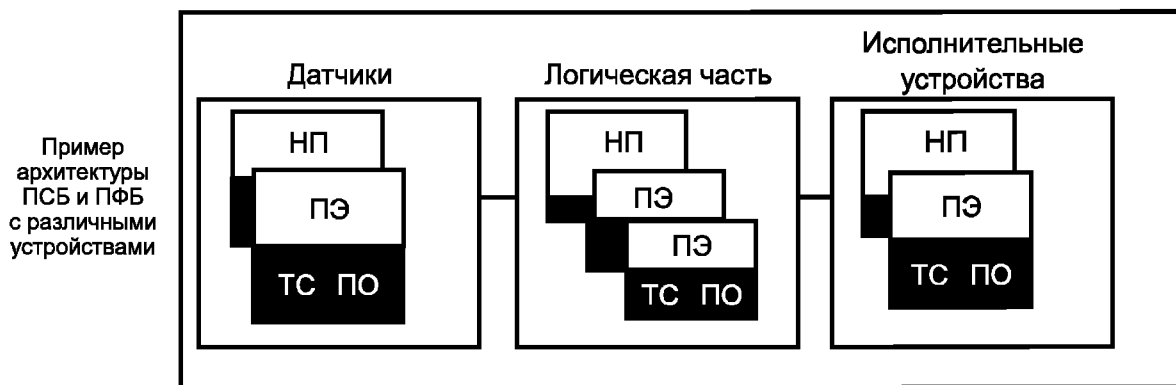 Пример
архитектуры
ПСБ и ПФБ
с различными
устройствами
Датчики
НП
ПЭ
ТС ПО
Логическая часть
НП
ПЭ
ПЭ
ТС ПО
Исполнительные
устройства
НП
ПЭ
ТС ПО